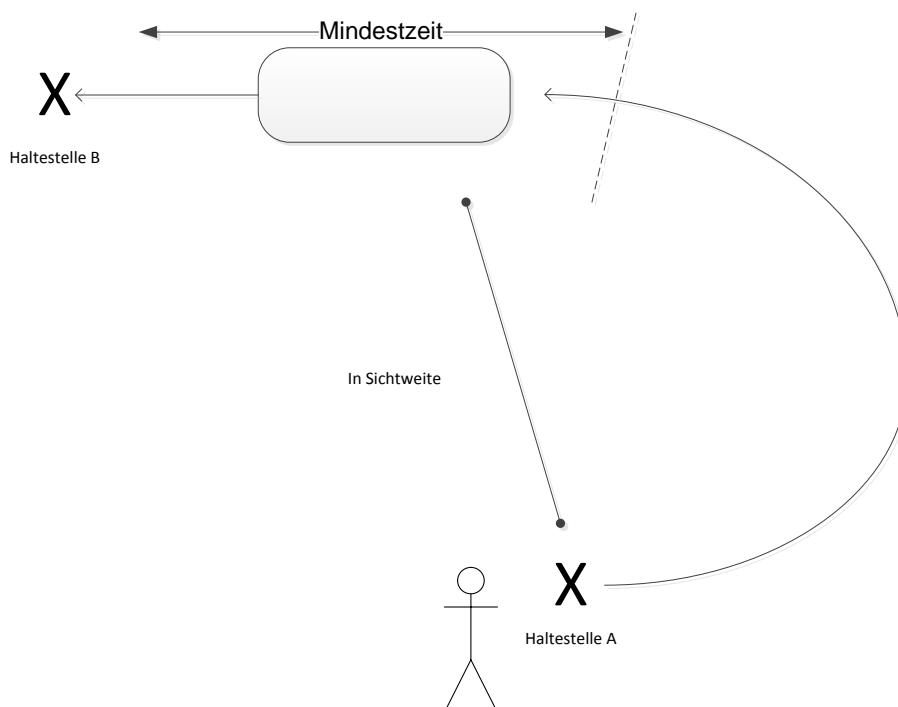 Mindestzeit
X
Haltestelle B
In Sichtweite
X
Haltestelle A